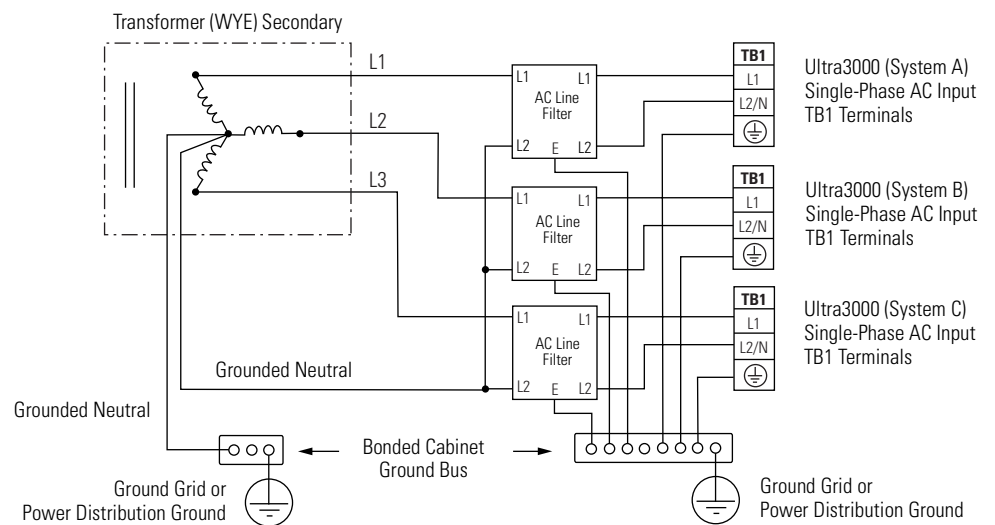 Transformer (WYE) Secondary
L1
L2
L3
L1 L1
AC Line
Filter
L2 E L2
L1 L1
AC Line
Filter
L2 E L2
L1 L1
AC Line
Filter
L2 E L2
TB1
L1
L2/N
Ultra3000 (System A)
Single-Phase AC Input
TB1 Terminals
TB1
L1
L2/N
Ultra3000 (System B)
Single-Phase AC Input
TB1 Terminals
TB1
L1
L2/N
Ultra3000 (System C)
Single-Phase AC Input
TB1 Terminals
Grounded Neutral
Grounded Neutral
Bonded Cabinet
Ground Bus
Ground Grid or
Power Distribution Ground
Ground Grid or
Power Distribution Ground